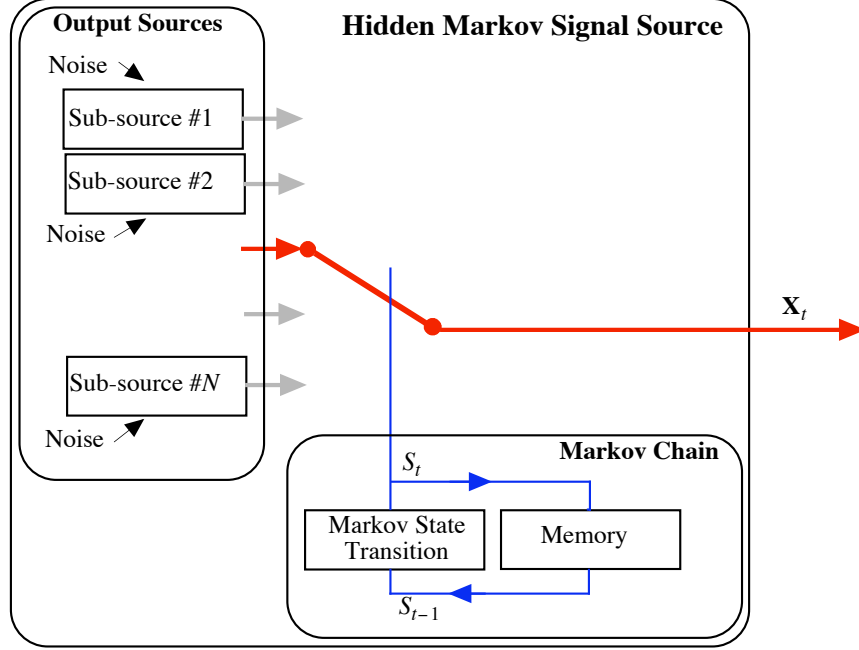 Output Sources
Hidden Markov Signal Source
Noise
Sub-source #1
Sub-source #2
Noise
X_t
Sub-source #N
Noise
Markov Chain
S_t
Markov State
Transition
Memory
S_{t−1}